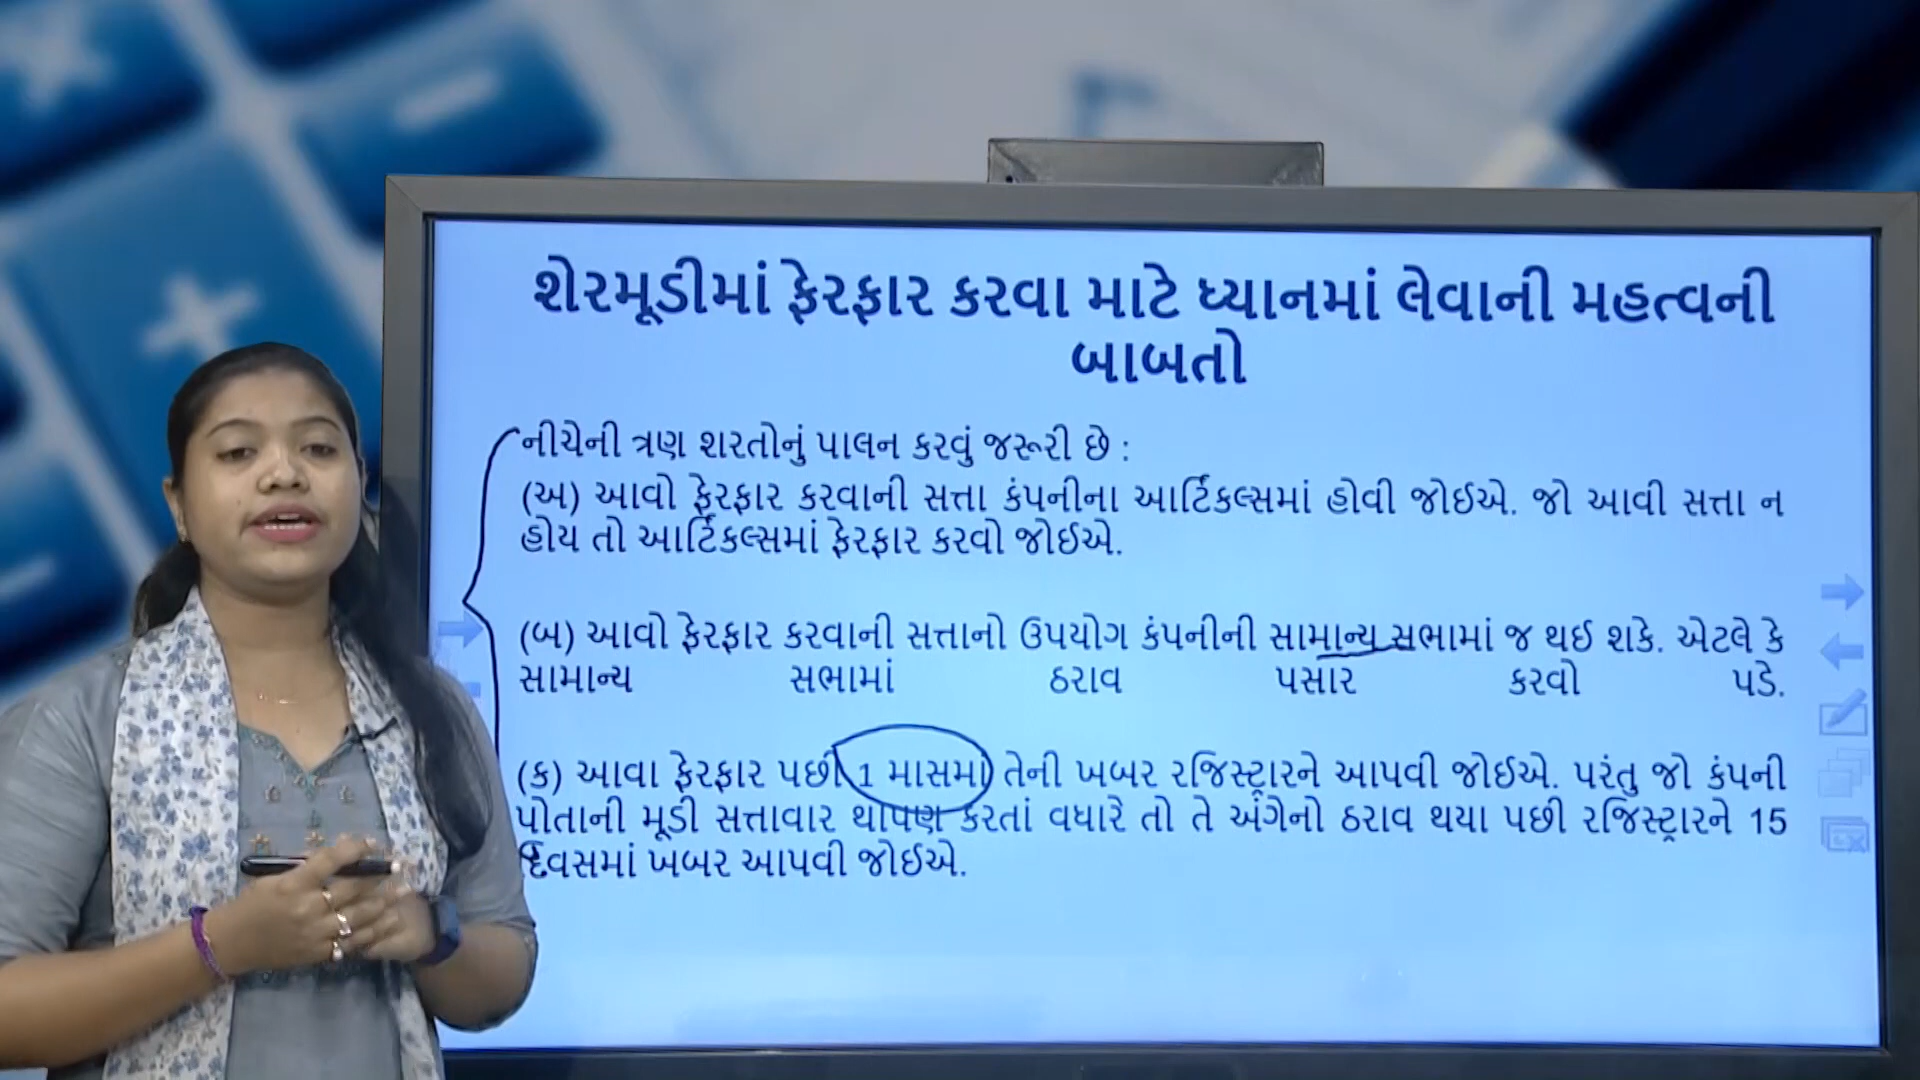 શેરમૂડીમાં ફેરફાર કરવા માટે ધ્યાનમાં લેવાની મહત્વની
બાબતો
નીચેની ત્રણ શરતોનું પાલન કરવું જરૂરી છે :
(અ) આવો ફેરફાર કરવાની સત્તા કંપનીના આર્ટિકલ્સમાં હોવી જોઈએ. જો આવી સત્તા ન
હોય તો આર્ટિકલ્સમાં ફેરફાર કરવો જોઈએ.
(બ) આવો ફેરફાર કરવાની સત્તાનો ઉપયોગ કંપનીની સામાન્ય સભામાં જ થઈ શકે. એટલે કે
સામાન્ય સભામાં ઠરાવ પસાર કરવો પડે.
(ક) આવા ફેરફાર પછી 1 માસમાં તેની ખબર રજિસ્ટ્રારને આપવી જોઈએ. પરંતુ જો કંપની
પોતાની મૂડી સત્તાવાર થાપણ કરતાં વધારે તો તે અંગેનો ઠરાવ થયા પછી રજિસ્ટ્રારને 15
દિવસમાં ખબર આપવી જોઈએ.